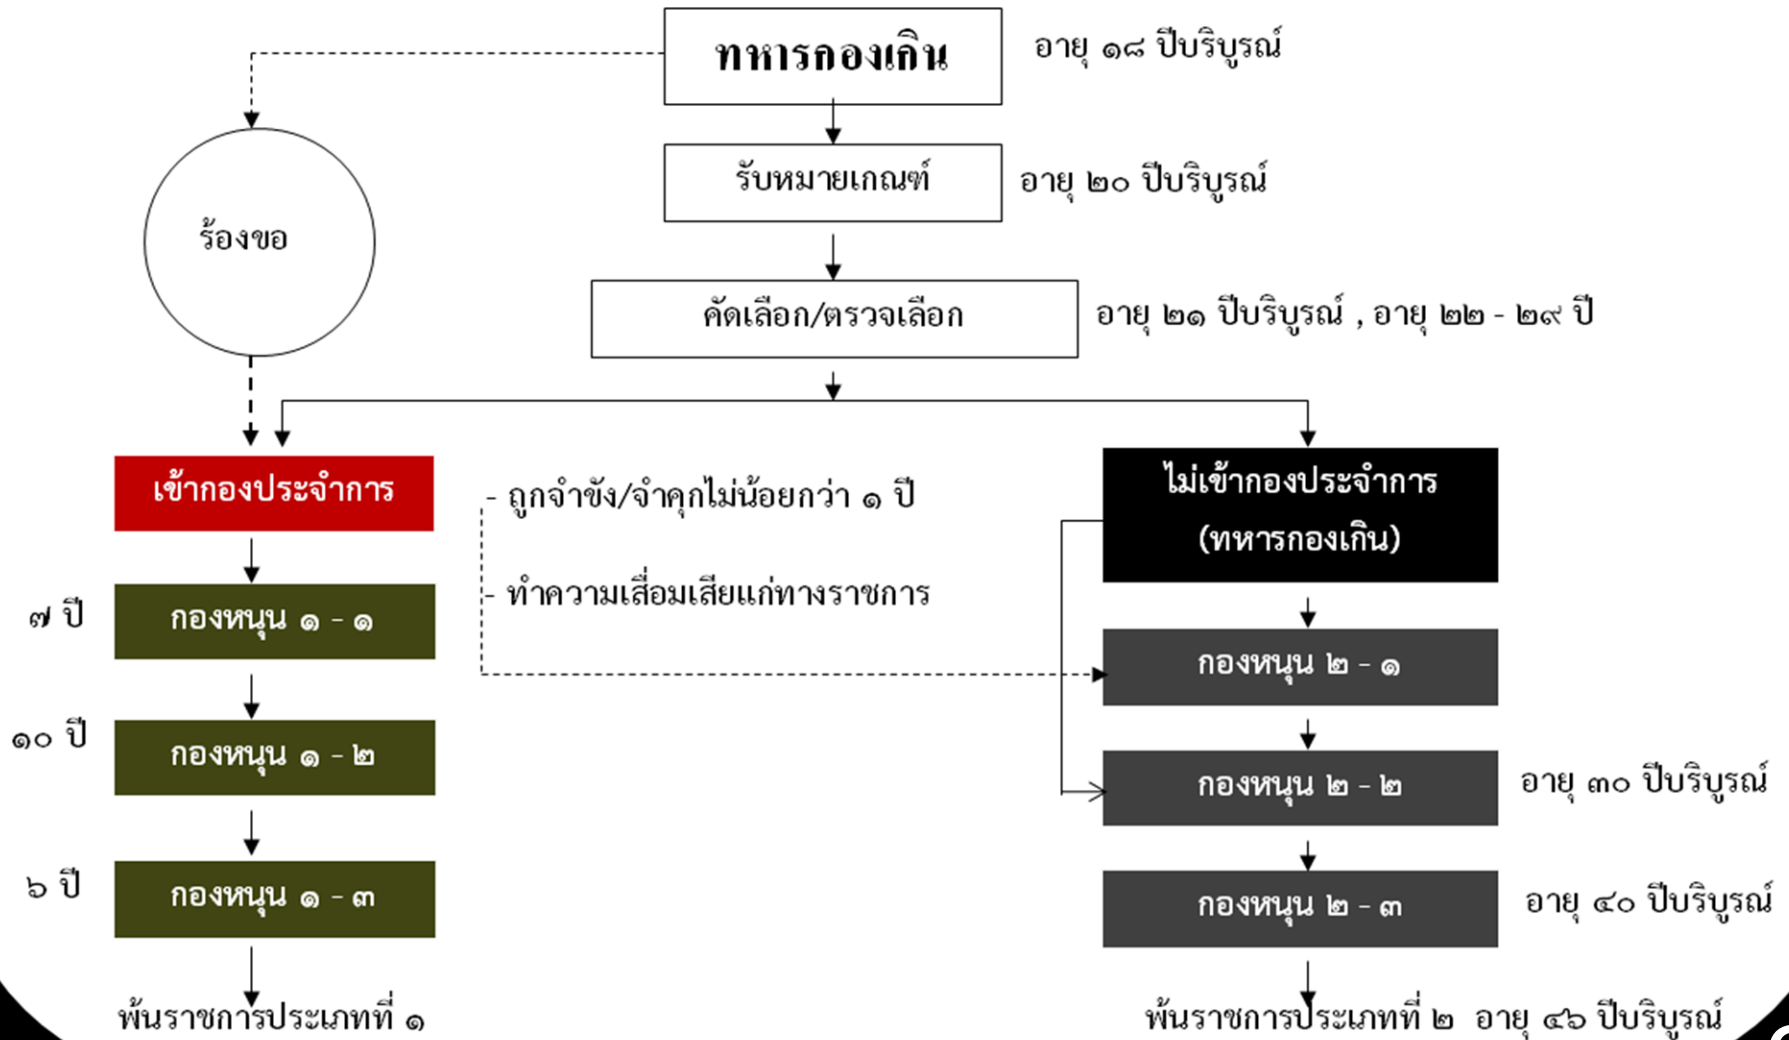 ทหารกองเกิน
อายุ ๑๘ ปีบริบูรณ์
รับหมายเกณฑ์
อายุ ๒๐ ปีบริบูรณ์
ร้องขอ
คัดเลือก/ตรวจเลือก
อายุ ๒๑ ปีบริบูรณ์ , อายุ ๒๒ - ๒๙ ปี
เข้ากองประจำการ
- ถูกจำขัง/จำคุกไม่น้อยกว่า ๑ ปี
- ทำความเสื่อมเสียแก่ทางราชการ
ไม่เข้ากองประจำการ
(ทหารกองเกิน)
๗ ปี
กองหนุน ๑ - ๑
กองหนุน ๒ - ๑
๑๐ ปี
กองหนุน ๑ - ๒
กองหนุน ๒ - ๒
อายุ ๓๐ ปีบริบูรณ์
๖ ปี
กองหนุน ๑ - ๓
กองหนุน ๒ - ๓
อายุ ๔๐ ปีบริบูรณ์
พ้นราชการประเภทที่ ๑
พ้นราชการประเภทที่ ๒ อายุ ๔๖ ปีบริบูรณ์